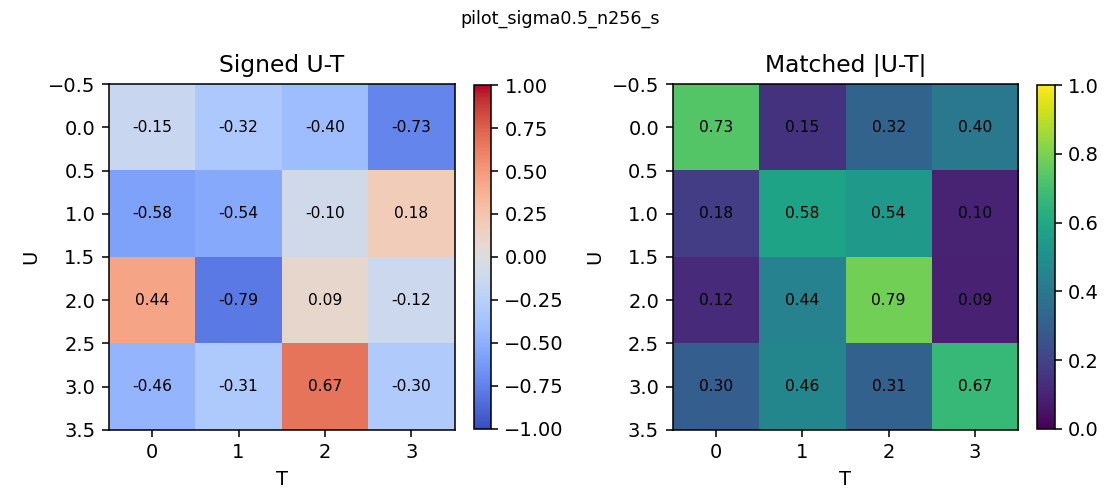 pilot_sigma0.5_n256_s
Signed U-T
−0.5
0.0
0.5
1.0
1.5
2.0
2.5
3.0
3.5
U
-0.15 -0.32 -0.40 -0.73
-0.58 -0.54 -0.10 0.18
0.44 -0.79 0.09 -0.12
-0.46 -0.31 0.67 -0.30
0 1 2 3
T
1.00
0.75
0.50
0.25
0.00
−0.25
−0.50
−0.75
−1.00
Matched |U-T|
−0.5
0.0
0.5
1.0
1.5
2.0
2.5
3.0
3.5
U
0.73 0.15 0.32 0.40
0.18 0.58 0.54 0.10
0.12 0.44 0.79 0.09
0.30 0.46 0.31 0.67
0 1 2 3
T
1.0
0.8
0.6
0.4
0.2
0.0